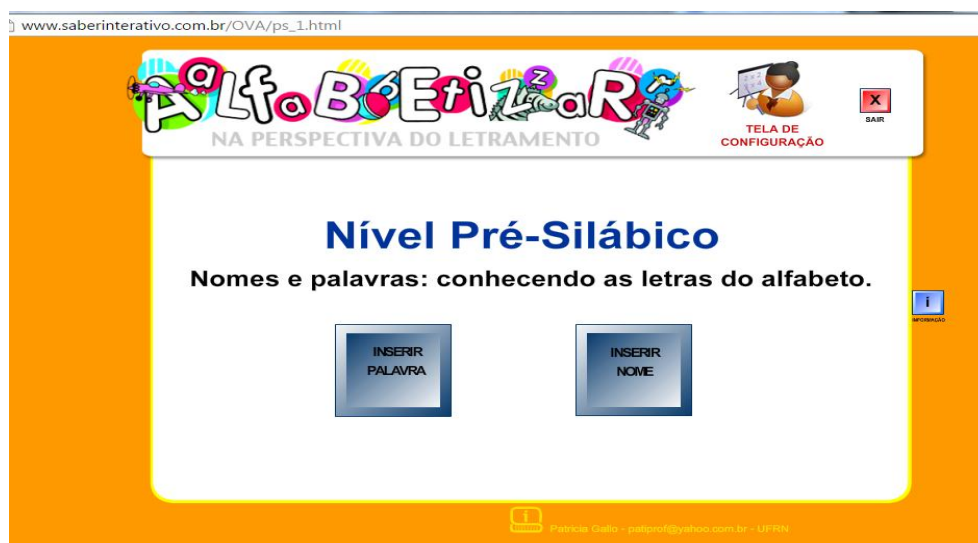 www.saberinterativo.com.br/OVA/ps_1.html
AaLfaBEtizaR
NA PERSPECTIVA DO LETRAMENTO
TELA DE
CONFIGURAÇÃO
X
SAIR
Nível Pré-Silábico
Nomes e palavras: conhecendo as letras do alfabeto.
i
INFORMAÇÃO
INSERIR
PALAVRA
INSERIR
NOME
i
Patricia Gallo - patiprof@yahoo.com.br - UFRN